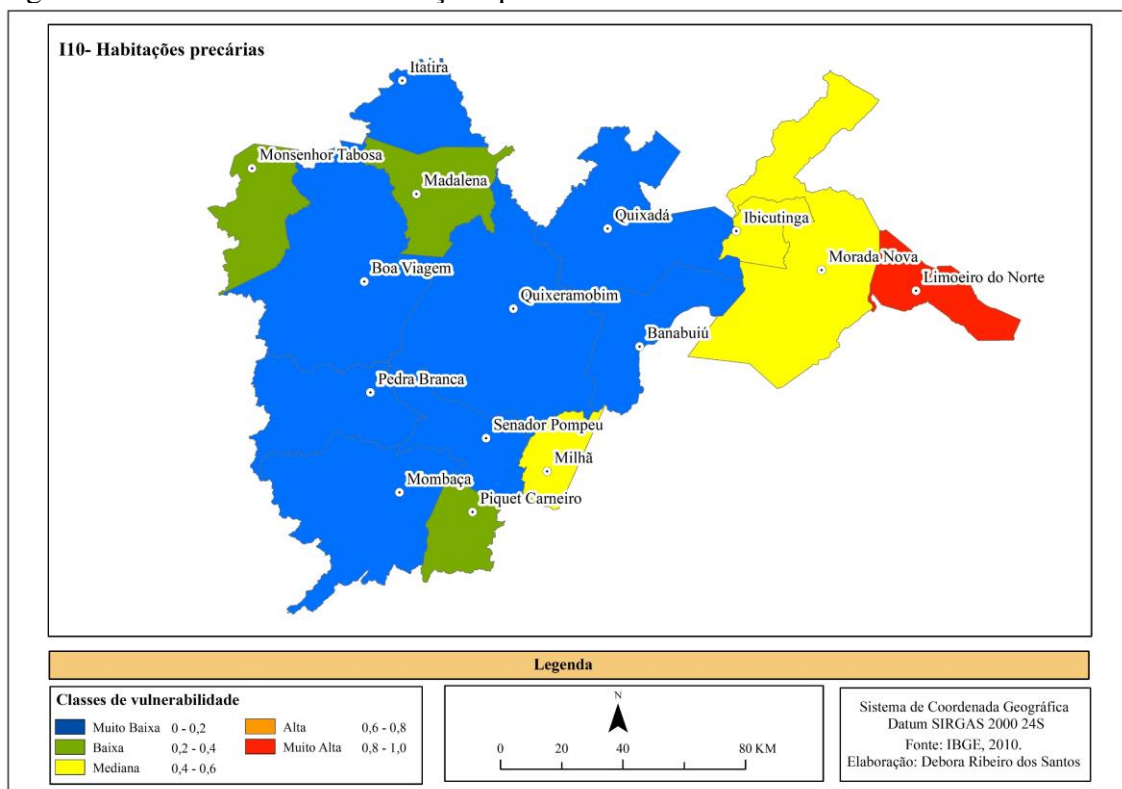 I10- Habitações precárias
Itatira
Monsenhor Tabosa
Madalena
Quixadá
Ibicutinga
Boa Viagem
Morada Nova
Limoeiro do Norte
Quixeramobim
Banabuiú
Pedra Branca
Senador Pompeu
Milhã
Mombaça
Piquet Carneiro
Legenda
Classes de vulnerabilidade
Muito Baixa 0 - 0,2
Baixa 0,2 - 0,4
Mediana 0,4 - 0,6
Alta 0,6 - 0,8
Muito Alta 0,8 - 1,0
N
0 20 40 80 KM
Sistema de Coordenada Geográfica
Datum SIRGAS 2000 24S
Fonte: IBGE, 2010.
Elaboração: Debora Ribeiro dos Santos